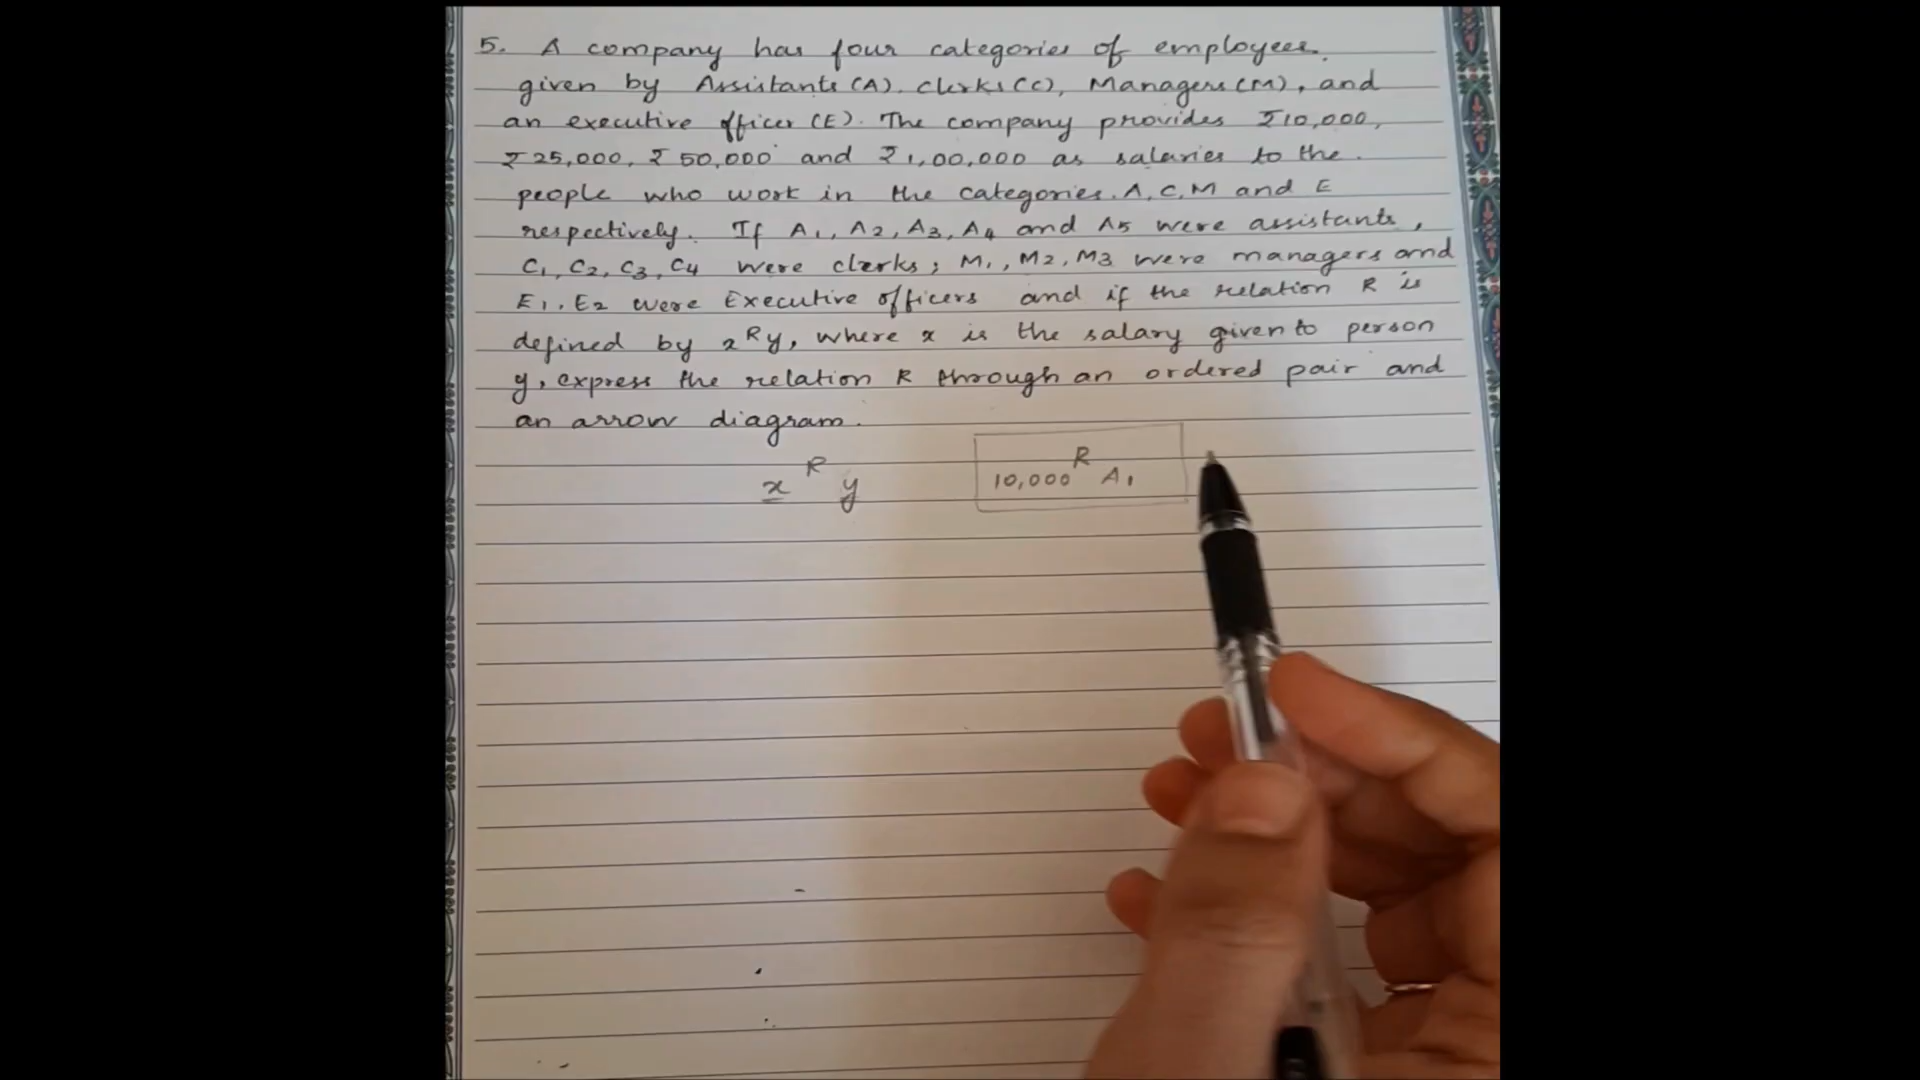 5. A company has four categories of employees.
given by Assistants (A). Clerks (C), Managers (M), and
an executive officer (E). The company provides ₹10,000,
₹25,000, ₹50,000 and ₹1,00,000 as salaries to the
people who work in the categories. A, C, M and E
respectively. If A1, A2, A3, A4 and A5 were assistants,
C1, C2, C3, C4 were clerks; M1, M2, M3 were managers and
E1, E2 were Executive officers and if the relation R is
defined by xRy, where x is the salary given to person
y, express the relation R through an ordered pair and
an arrow diagram.
x R y 10,000 R A1